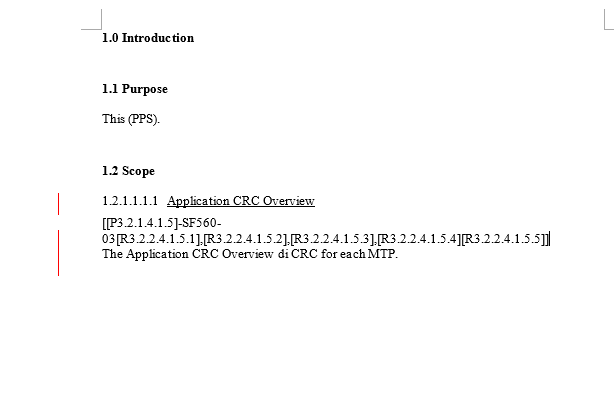 1.0 Introduction
1.1 Purpose
This (PPS).
1.2 Scope
1.2.1.1.1.1 Application CRC Overview
[[P3.2.1.4.1.5]-SF560-
03[R3.2.2.4.1.5.1],[R3.2.2.4.1.5.2],[R3.2.2.4.1.5.3],[R3.2.2.4.1.5.4][R3.2.2.4.1.5.5]]
The Application CRC Overview di CRC for each MTP.